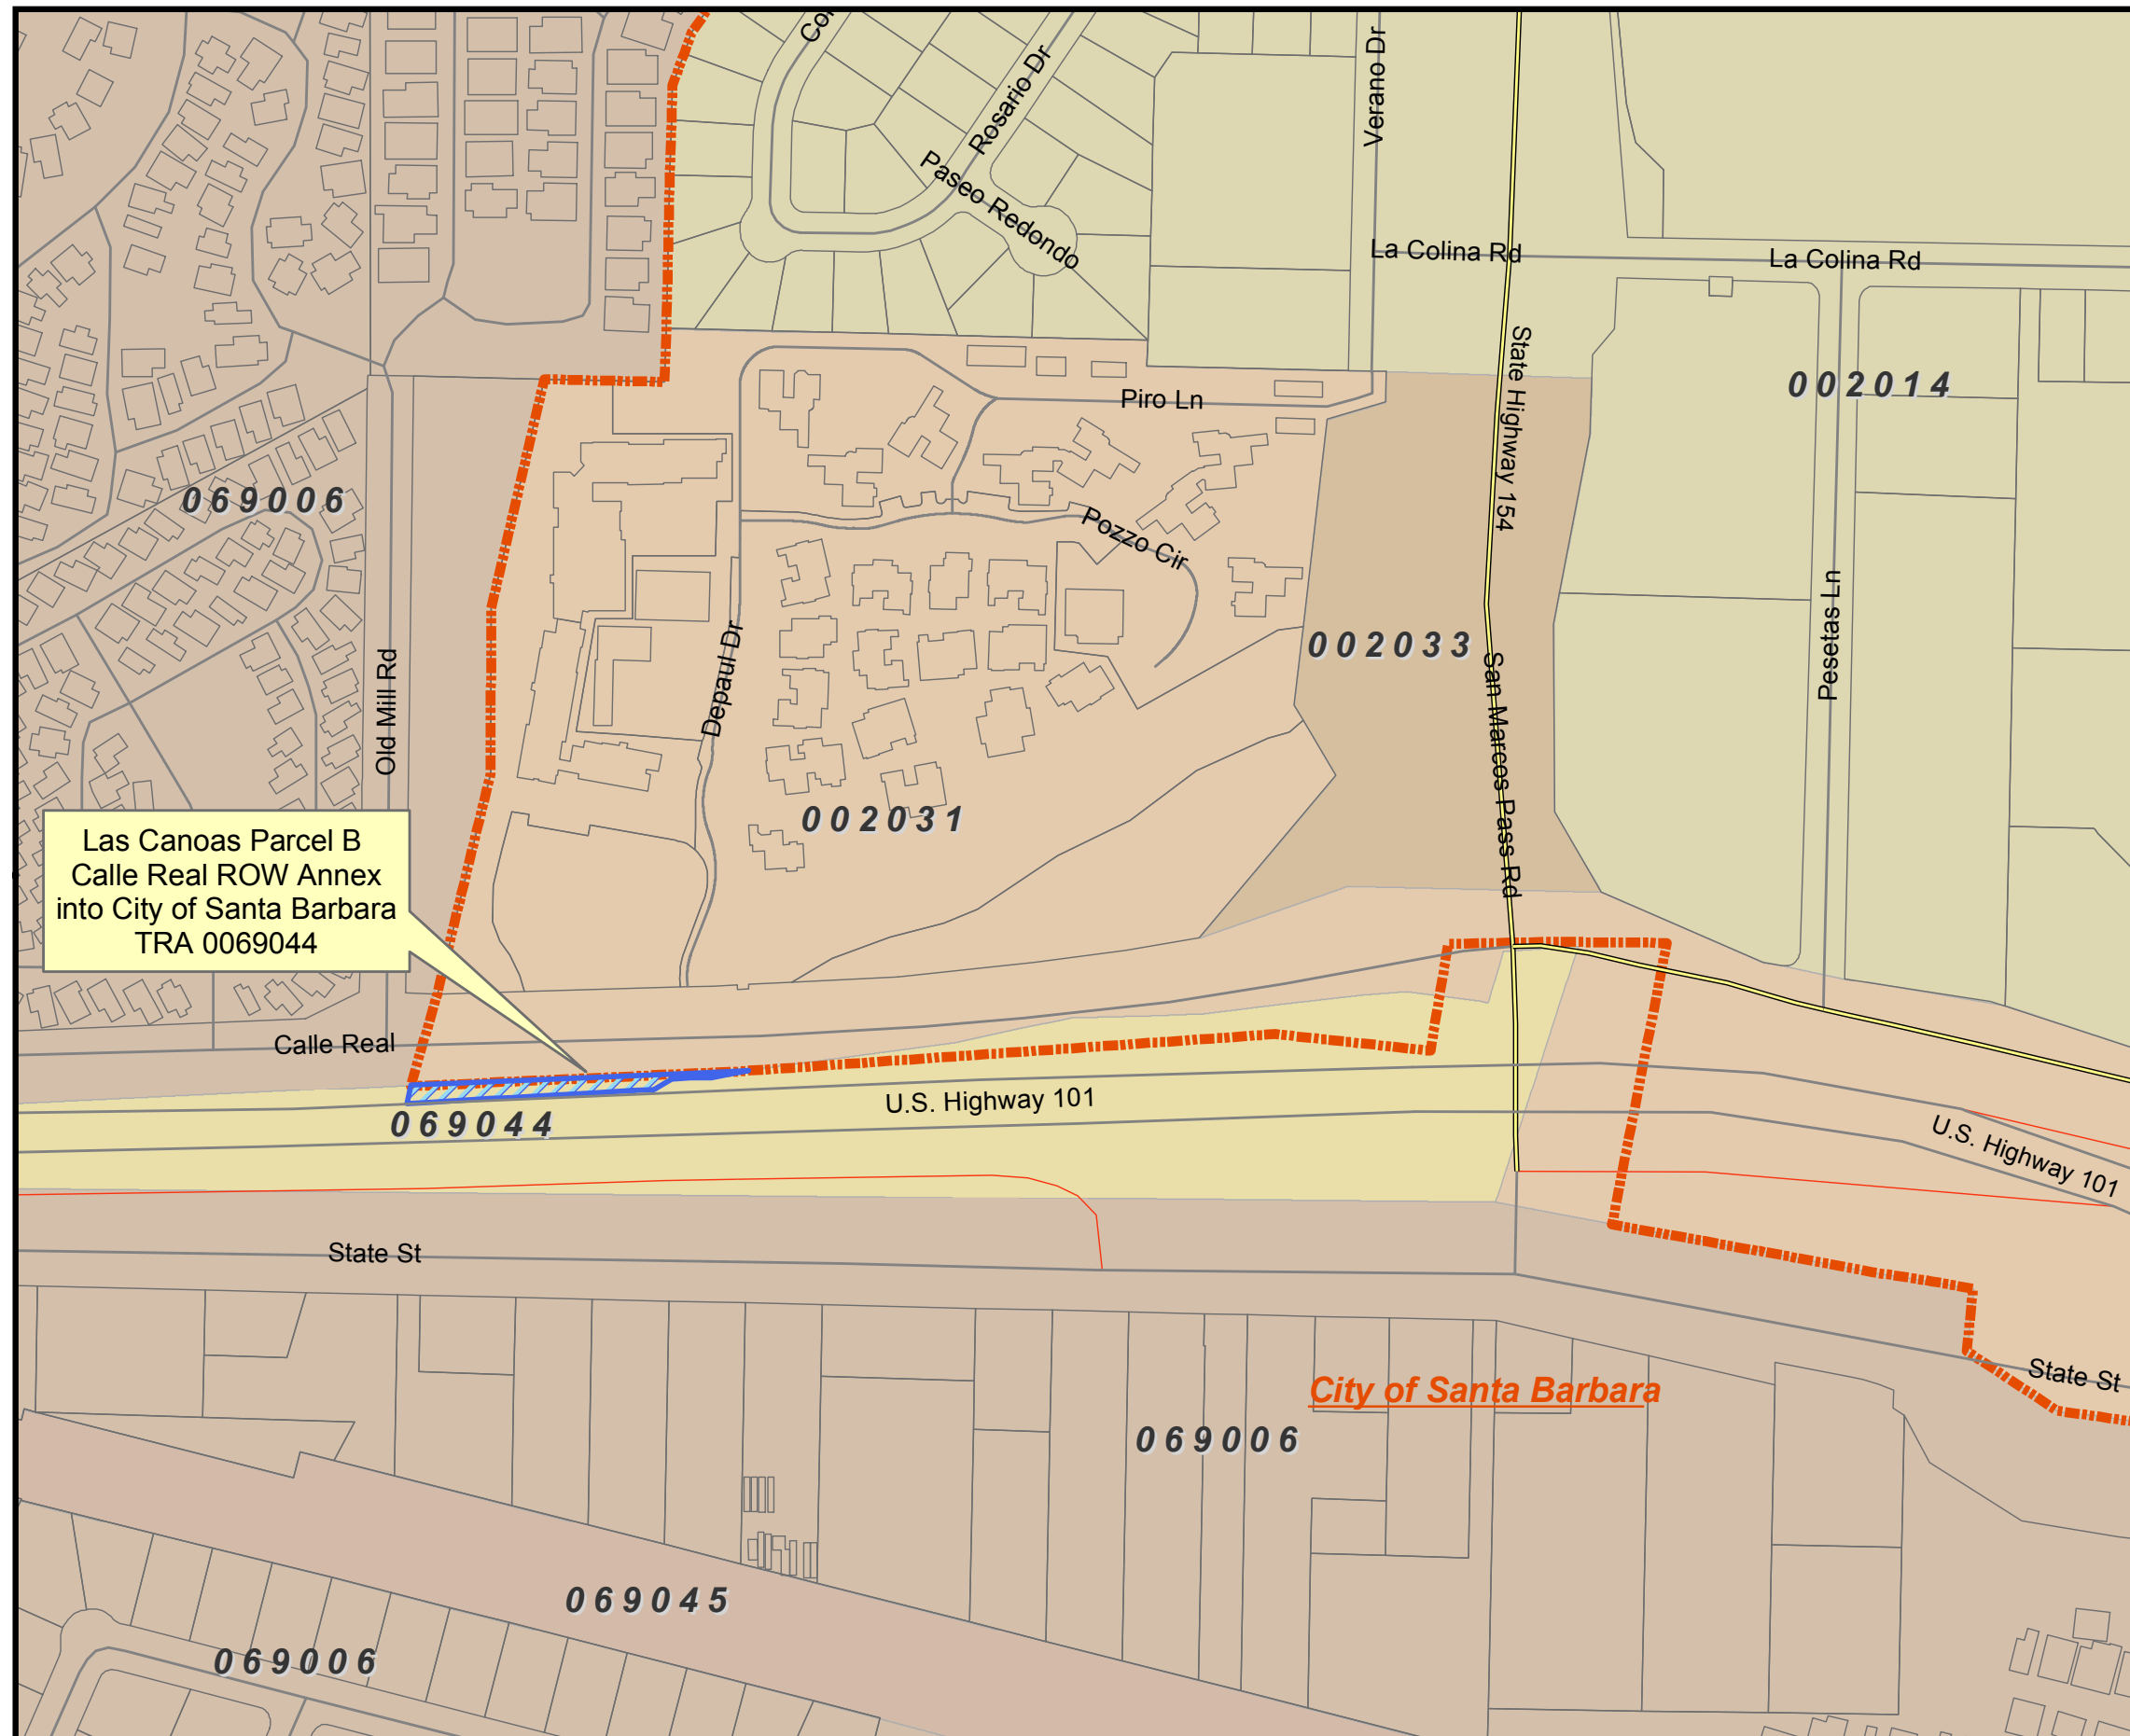 Rosario Dr
Verano Dr
Paseo Redondo
La Colina Rd
La Colina Rd
State Highway 154
002014
Piro Ln
069006
Pozzo Cir
Pesetas Ln
002033
Depaul Dr
Old Mill Rd
San Marcos Pass Rd
002031
Las Canoas Parcel B
Calle Real ROW Annex
into City of Santa Barbara
TRA 0069044
Calle Real
U.S. Highway 101
069044
U.S. Highway 101
State St
State St
City of Santa Barbara
069006
069045
069006